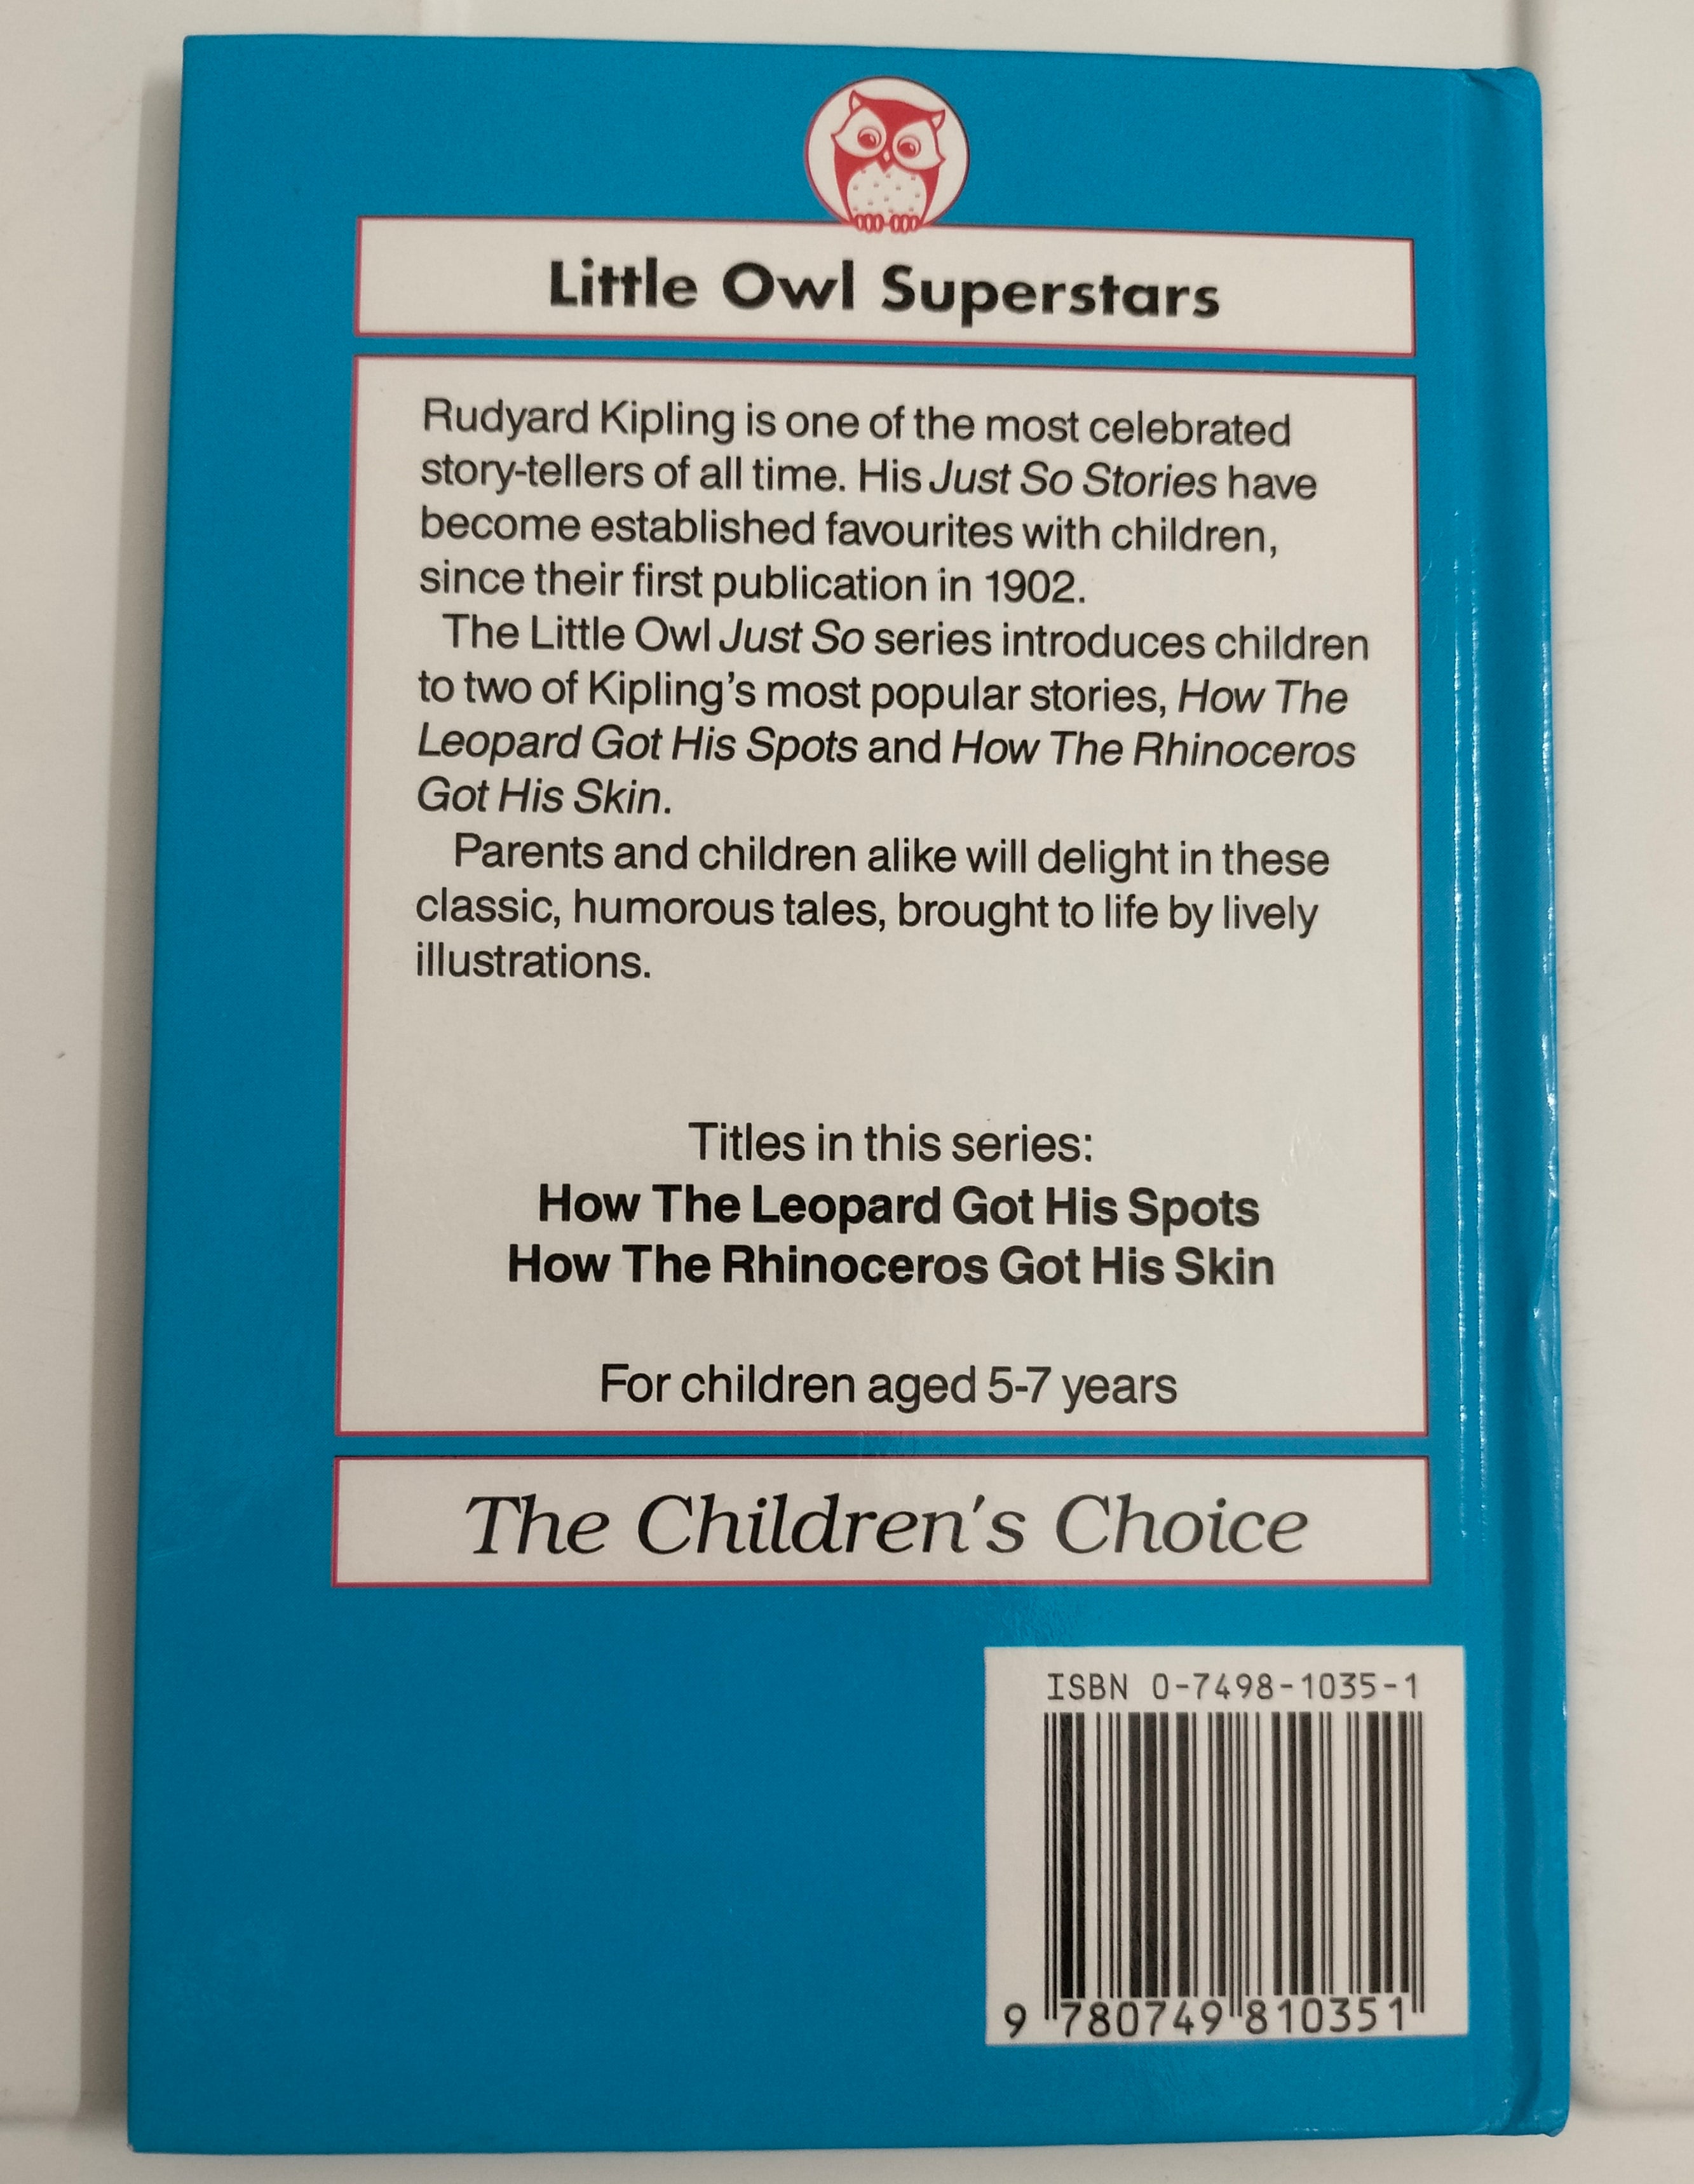 Little Owl Superstars
Rudyard Kipling is one of the most celebrated
story-tellers of all time. His Just So Stories have
become established favourites with children,
since their first publication in 1902.
The Little Owl Just So series introduces children
to two of Kipling’s most popular stories, How The
Leopard Got His Spots and How The Rhinoceros
Got His Skin.
Parents and children alike will delight in these
classic, humorous tales, brought to life by lively
illustrations.
Titles in this series:
How The Leopard Got His Spots
How The Rhinoceros Got His Skin
For children aged 5-7 years
The Children's Choice
ISBN 0-7498-1035-1
9 780749 810351